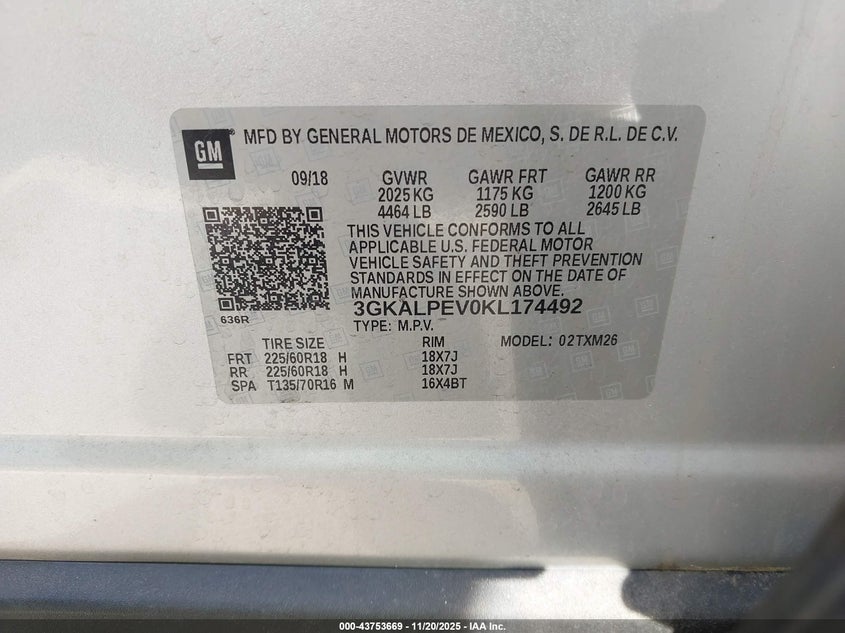 GM ® MFD BY GENERAL MOTORS DE MEXICO, S. DE R.L. DE C.V.
09/18 GVWR GAWR FRT GAWR RR
2025 KG 1175 KG 1200 KG
4464 LB 2590 LB 2645 LB
THIS VEHICLE CONFORMS TO ALL
APPLICABLE U.S. FEDERAL MOTOR
VEHICLE SAFETY AND THEFT PREVENTION
STANDARDS IN EFFECT ON THE DATE OF
MANUFACTURE SHOWN ABOVE.
3GKALPEV0KL174492
636R
TYPE: M.P.V.
TIRE SIZE RIM MODEL: 02TXM26
FRT 225/60R18 H 18X7J
RR 225/60R18 H 18X7J
SPA T135/70R16 M 16X4BT
000-43753669 - 11/20/2025 - IAA Inc.